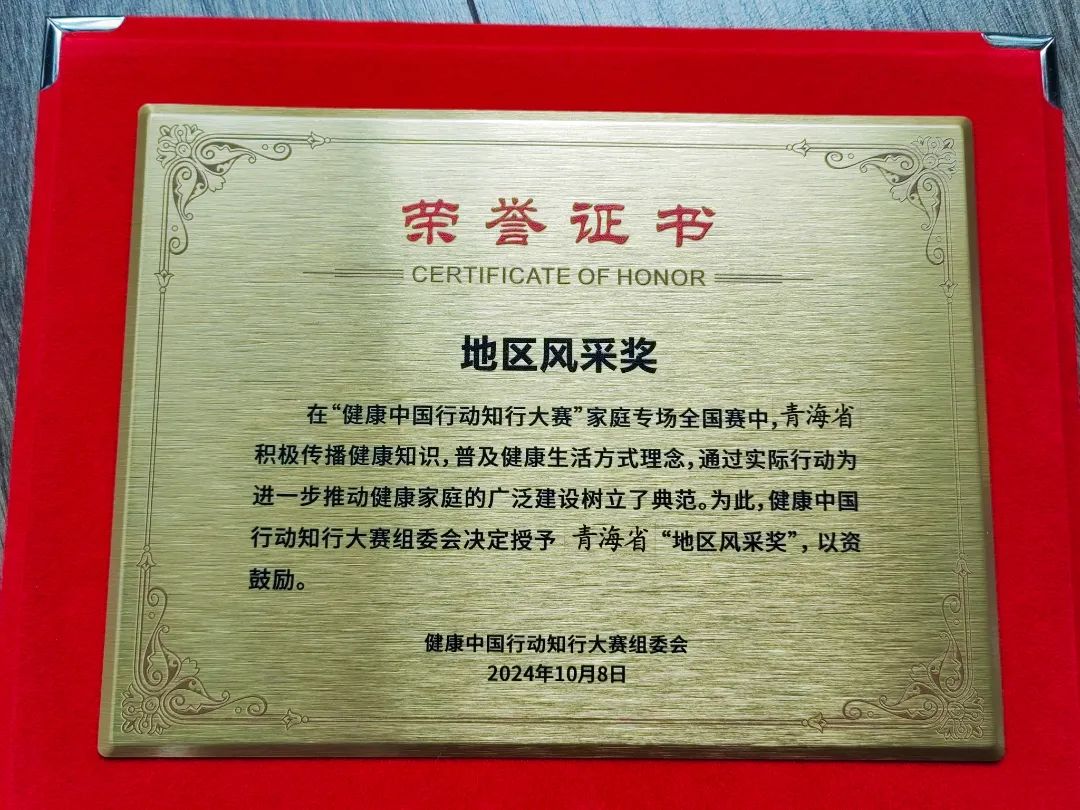 荣誉证书
CERTIFICATE OF HONOR
地区风采奖
在“健康中国行动知行大赛”家庭专场全国赛中,青海省
积极传播健康知识,普及健康生活方式理念,通过实际行动为
进一步推动健康家庭的广泛建设树立了典范。为此,健康中国
行动知行大赛组委会决定授予 青海省 “地区风采奖”,以资
鼓励。
健康中国行动知行大赛组委会
2024年10月8日